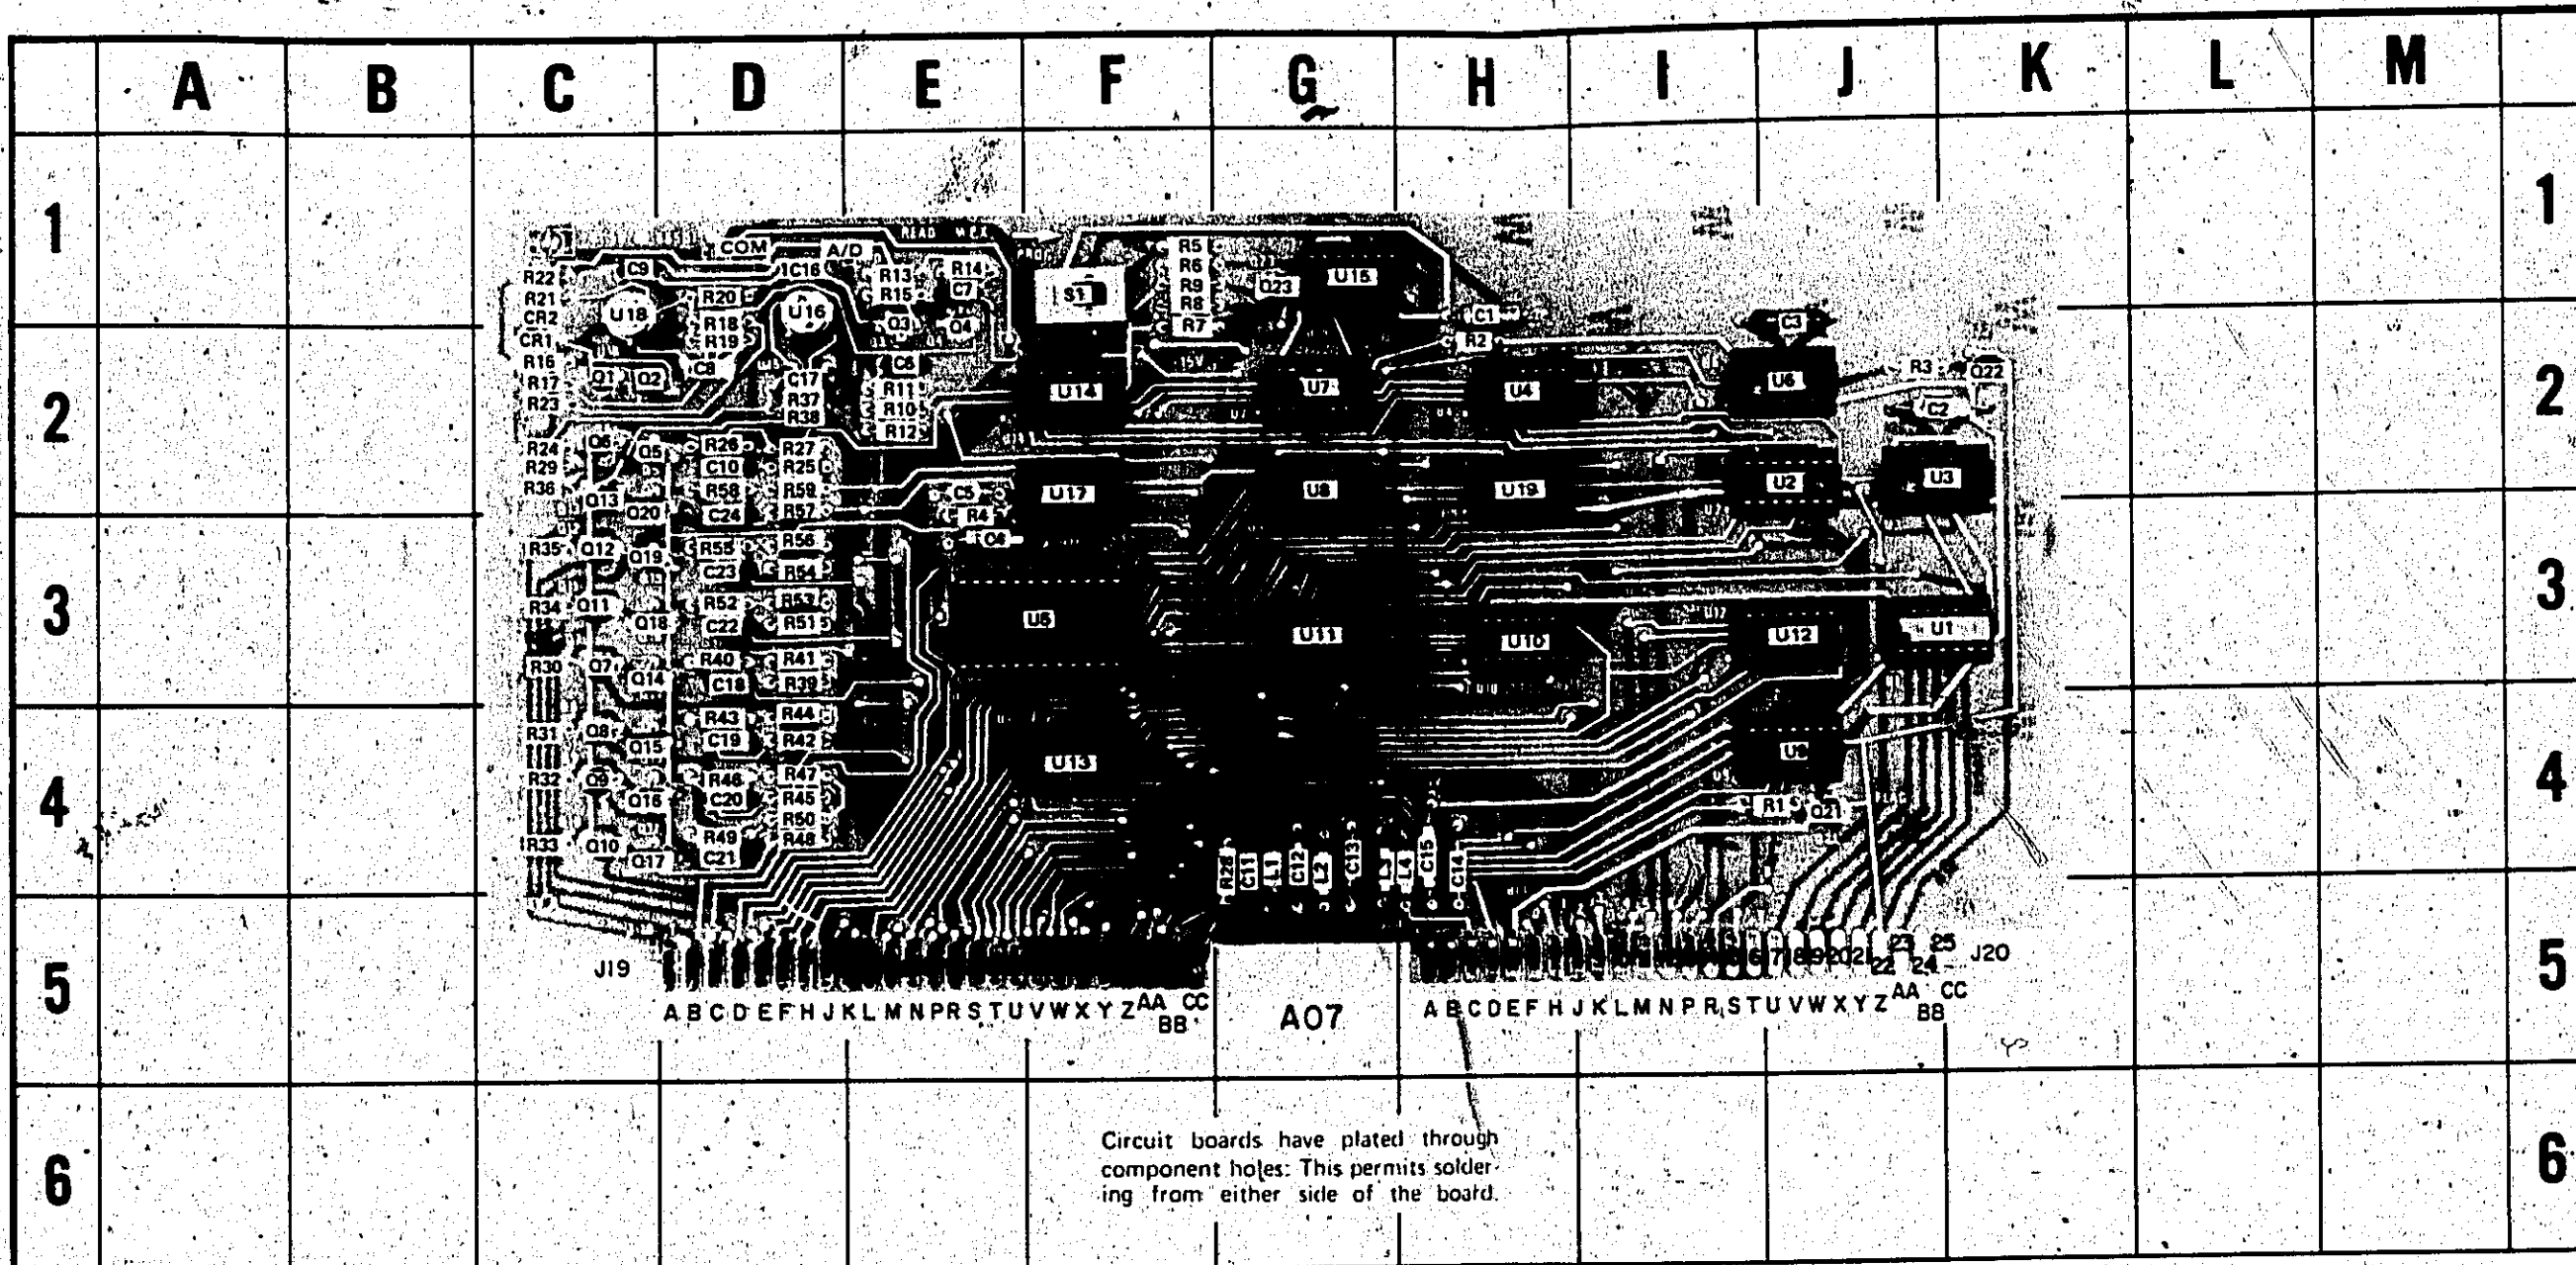 A B C D E F G H I J K L M
1 1
COM A/D READ
R22 C9 C16 R13 R14 R5 U15
R21 R20 R15 C7 S1 R6 Q23
CR2 U18 U16 R9 R8 C1
R18 Q3 Q4 R7 C3
CR1 R19 R2
2 2
R16 C8 C6 15V R3 Q22
R17 Q1 Q2 C17 R11 U14 U7 U4 U6
R23 R37 R10 C2
R38 R12
R24 Q6 Q5 R26 R27
R29 C10 R25
R36 Q13 R58 R59 C5 U17 U8 U19 U2 U3
Q20 C24 R57 R4
R35 Q12 Q19 R55 R56
C23 R54
3 3
R34 Q11 R52 R53
Q18 C22 R51 U5 U11 U10 U12 U1
R30 Q7 R40 R41
Q14 C18 R39
R43 R44
R31 Q8 Q15 C19 R42 U13 U9
4 4
R32 Q9 R46 R47
Q16 C20 R45 R1 Q21
R50
R33 Q10 R49 R48
Q17 C21 C11 L1 C12 L2 C13 L3 L4 C15 C14
5 5
J19 23 25 J20
22 24
A B C D E F H J K L M N P R S T U V W X Y Z AA BB CC A07 A B C D E F H J K L M N P R S T U V W X Y Z AA BB CC
6 6
Circuit boards have plated through
component holes: This permits solder-
ing from either side of the board.